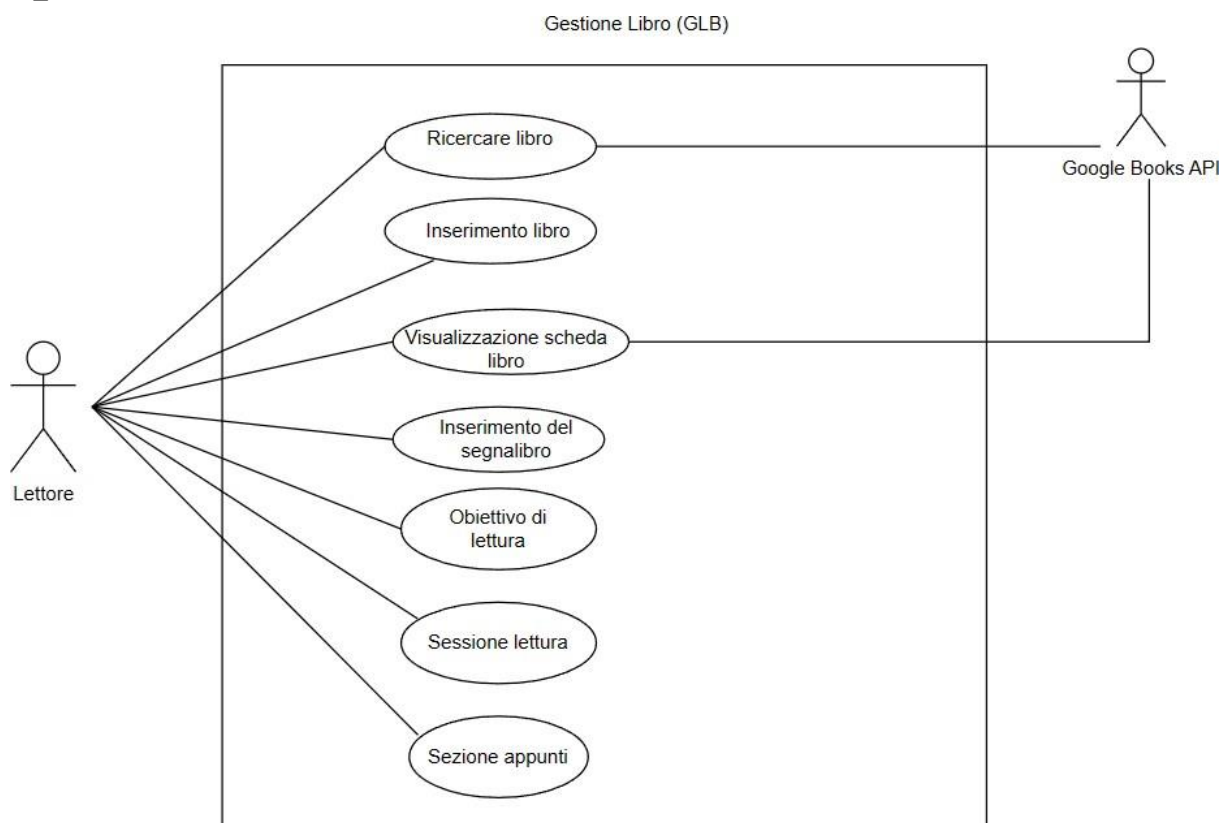 Gestione Libro (GLB)
Ricercare libro
Google Books API
Inserimento libro
Visualizzazione scheda
libro
Inserimento del
segnalibro
Lettore
Obiettivo di
lettura
Sessione lettura
Sezione appunti